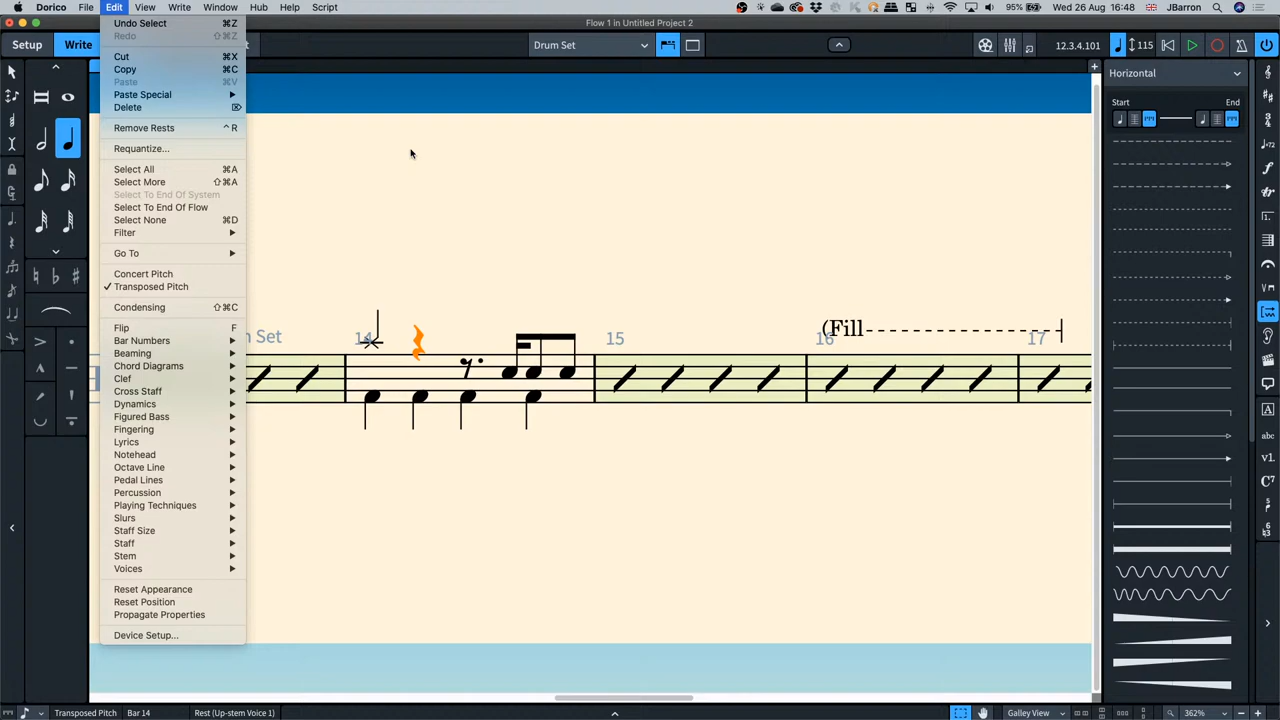 Dorico File Edit View Write Window Hub Help Script
95% Wed 26 Aug 16:48 JBarron
Flow 1 in Untitled Project 2
Setup Write t Drum Set 12.3.4.101 115
Undo Select ⌘Z
Redo ⇧⌘Z
Cut ⌘X
Copy ⌘C
Paste ⌘V
Paste Special
Delete
Remove Rests ^R
Requantize...
Select All ⌘A
Select More ⇧⌘A
Select To End Of System
Select To End Of Flow
Select None ⌘D
Filter
Go To
Concert Pitch
✓ Transposed Pitch
Condensing ⇧⌘C
Flip F
Bar Numbers
Beaming
Chord Diagrams
Clef
Cross Staff
Dynamics
Figured Bass
Fingering
Lyrics
Notehead
Octave Line
Pedal Lines
Percussion
Playing Techniques
Slurs
Staff Size
Staff
Stem
Voices
Reset Appearance
Reset Position
Propagate Properties
Device Setup...
m Set 14 15 16 17
(Fill
Horizontal
Start End
v1.
C7
Transposed Pitch Bar 14 Rest (Up-stem Voice 1) Galley View 362%